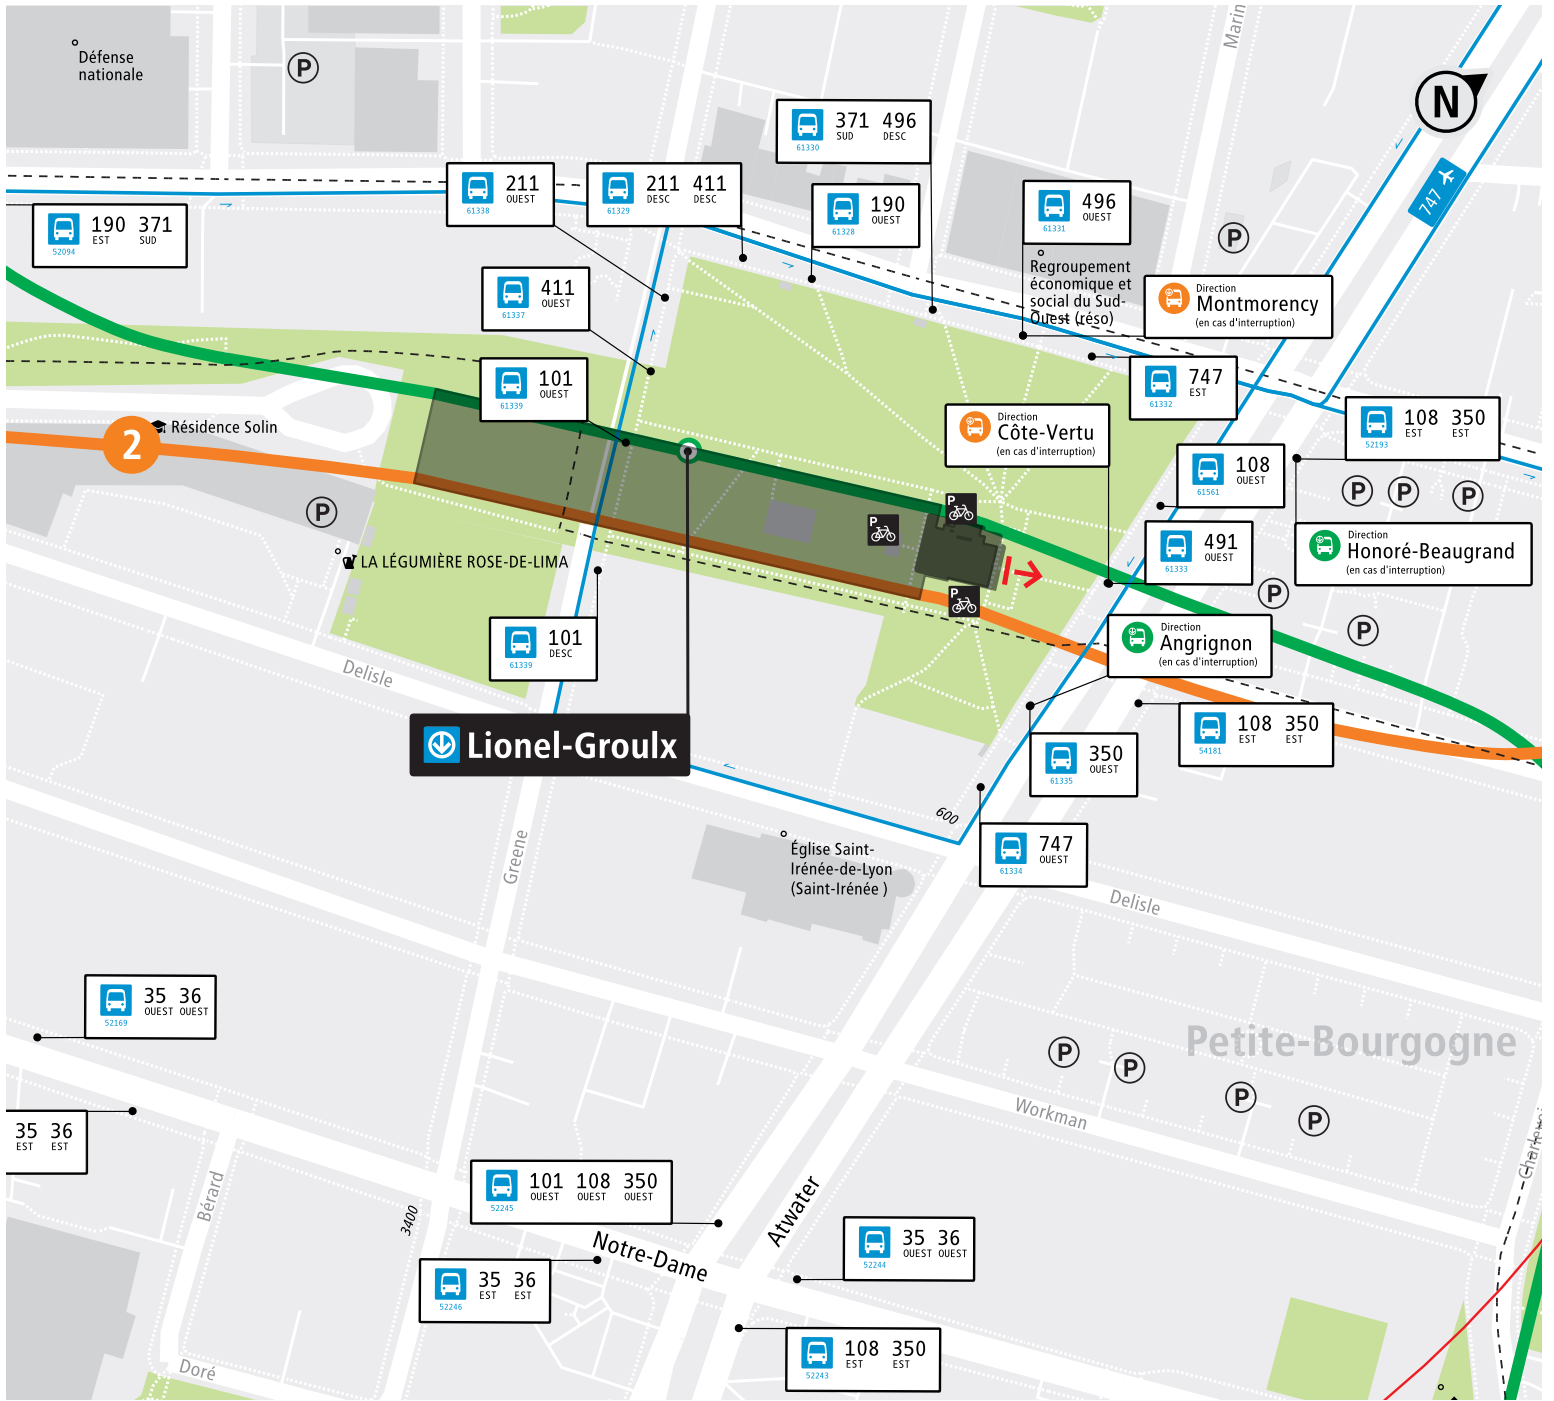 Défense
nationale
P
Marin
N
747
371 496
SUD DESC
61330
211
OUEST
61338
211 411
DESC DESC
61329
190
OUEST
61328
496
OUEST
61331
190 371
EST SUD
52094
P
Regroupement
économique et
social du Sud-
Ouest (réso)
Direction
Montmorency
(en cas d'interruption)
411
OUEST
61337
101
OUEST
61339
747
EST
61332
Direction
Côte-Vertu
(en cas d'interruption)
108 350
EST EST
52193
2
Résidence Solin
108
OUEST
61561
P
P
P
P
P
P
P
LA LÉGUMIÈRE ROSE-DE-LIMA
491
OUEST
61333
Direction
Honoré-Beaugrand
(en cas d'interruption)
P
P
P
101
DESC
61339
Direction
Angrignon
(en cas d'interruption)
Delisle
Lionel-Groulx
350
OUEST
61335
108 350
EST EST
54181
600
747
OUEST
61334
Greene
Église Saint-
Irénée-de-Lyon
(Saint-Irénée )
Delisle
35 36
OUEST OUEST
52169
Petite-Bourgogne
P
P
P
P
Workman
35 36
EST EST
Bérard
3400
101 108 350
OUEST OUEST OUEST
52245
Atwater
Notre-Dame
35 36
OUEST OUEST
52244
35 36
EST EST
52246
108 350
EST EST
52243
Doré